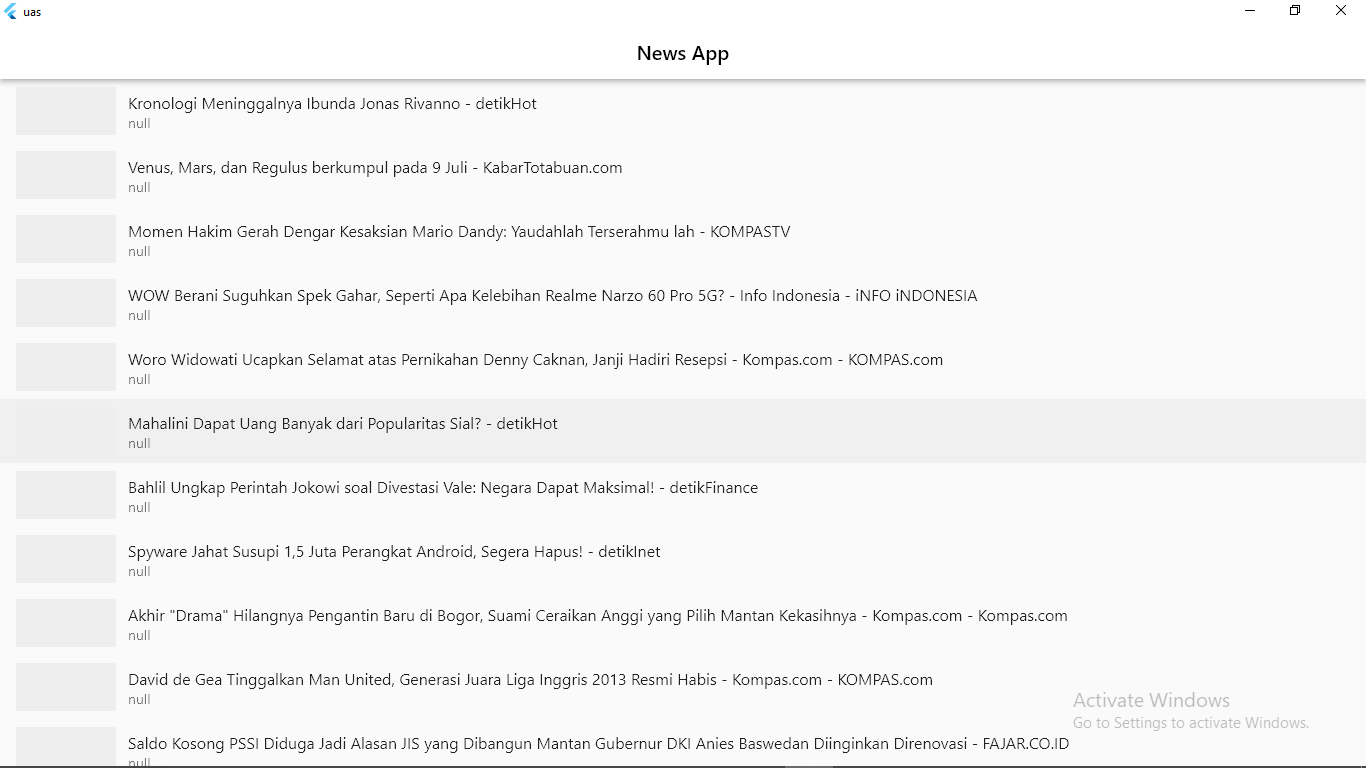 uas
News App
Kronologi Meninggalnya Ibunda Jonas Rivanno - detikHot
null
Venus, Mars, dan Regulus berkumpul pada 9 Juli - KabarTotabuan.com
null
Momen Hakim Gerah Dengar Kesaksian Mario Dandy: Yaudahlah Terserahmu lah - KOMPASTV
null
WOW Berani Suguhkan Spek Gahar, Seperti Apa Kelebihan Realme Narzo 60 Pro 5G? - Info Indonesia - iNFO iNDONESIA
null
Woro Widowati Ucapkan Selamat atas Pernikahan Denny Caknan, Janji Hadiri Resepsi - Kompas.com - KOMPAS.com
null
Mahalini Dapat Uang Banyak dari Popularitas Sial? - detikHot
null
Bahlil Ungkap Perintah Jokowi soal Divestasi Vale: Negara Dapat Maksimal! - detikFinance
null
Spyware Jahat Susupi 1,5 Juta Perangkat Android, Segera Hapus! - detikInet
null
Akhir "Drama" Hilangnya Pengantin Baru di Bogor, Suami Ceraikan Anggi yang Pilih Mantan Kekasihnya - Kompas.com - Kompas.com
null
David de Gea Tinggalkan Man United, Generasi Juara Liga Inggris 2013 Resmi Habis - Kompas.com - KOMPAS.com
null
Activate Windows
Go to Settings to activate Windows.
Saldo Kosong PSSI Diduga Jadi Alasan JIS yang Dibangun Mantan Gubernur DKI Anies Baswedan Diinginkan Direnovasi - FAJAR.CO.ID
null